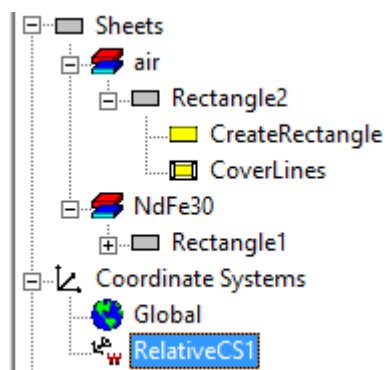 Sheets
air
Rectangle2
CreateRectangle
CoverLines
NdFe30
Rectangle1
Coordinate Systems
Global
RelativeCS1